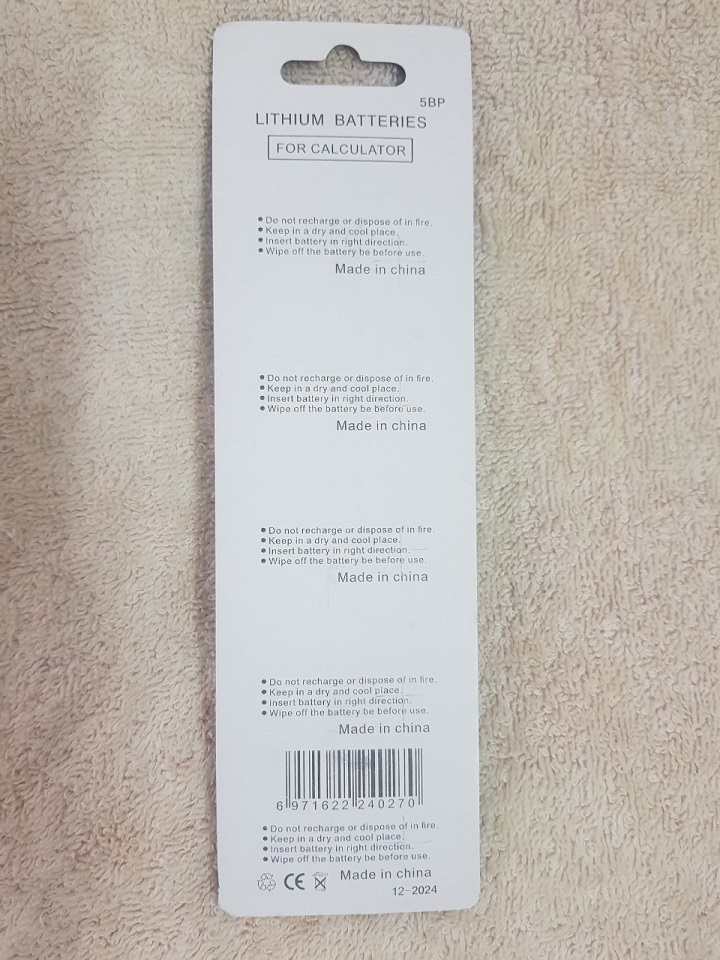 5BP
LITHIUM BATTERIES
FOR CALCULATOR
• Do not recharge or dispose of in fire.
• Keep in a dry and cool place.
• Insert battery in right direction.
• Wipe off the battery be before use.
Made in china
• Do not recharge or dispose of in fire.
• Keep in a dry and cool place.
• Insert battery in right direction.
• Wipe off the battery be before use.
Made in china
• Do not recharge or dispose of in fire.
• Keep in a dry and cool place.
• Insert battery in right direction.
• Wipe off the battery be before use.
Made in china
• Do not recharge or dispose of in fire.
• Keep in a dry and cool place.
• Insert battery in right direction.
• Wipe off the battery be before use.
Made in china
6 971622 240270
• Do not recharge or dispose of in fire.
• Keep in a dry and cool place.
• Insert battery in right direction.
• Wipe off the battery be before use.
CE Made in china
12-2024